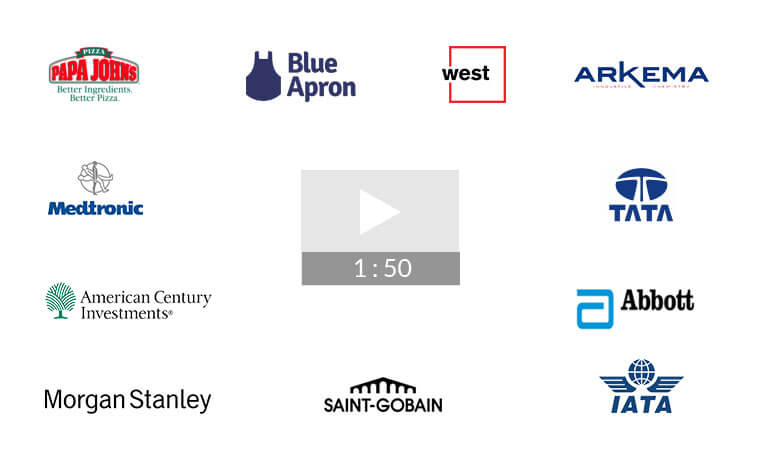 PIZZA
PAPA JOHNS
Better Ingredients.
Better Pizza.
Blue
Apron
west
ARKEMA
INNOVATIVE CHEMISTRY
Medtronic
TATA
1:50
American Century
Investments®
Abbott
Morgan Stanley
SAINT-GOBAIN
IATA